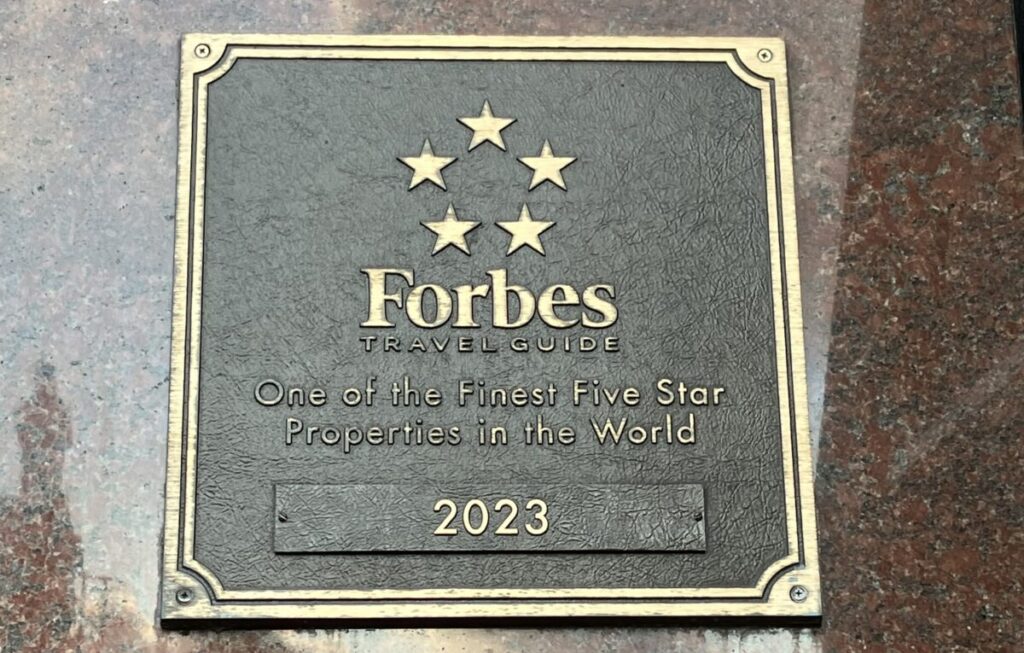 Forbes
TRAVEL GUIDE
One of the Finest Five Star
Properties in the World
2023